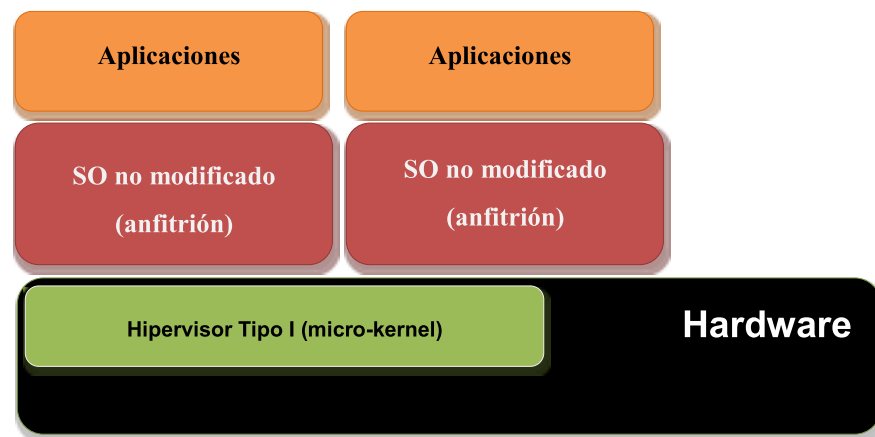 Aplicaciones
Aplicaciones
SO no modificado
(anfitrión)
SO no modificado
(anfitrión)
Hipervisor Tipo I (micro-kernel)
Hardware